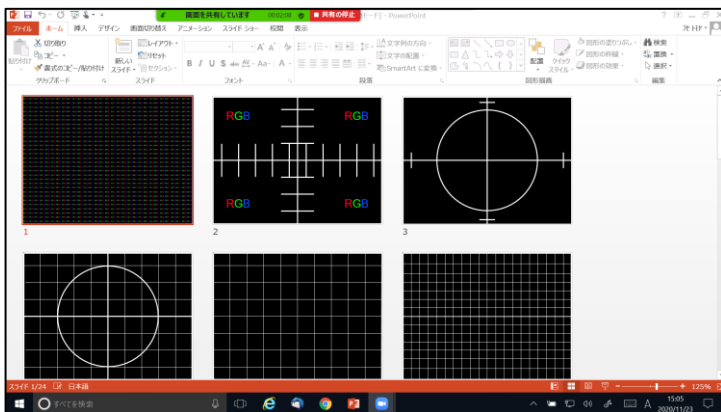 画面を共有しています 00:02:08 共有の停止
- PowerPoint
ファイル ホーム 挿入 デザイン 画面切り替え アニメーション スライド ショー 校閲 表示
貼り付け
切り取り
コピー
書式のコピー/貼り付け
クリップボード
新しい
スライド
レイアウト
リセット
セクション
スライド
B I U S abc AV Aa A
フォント
文字列の方向
文字の配置
SmartArt に変換
段落
配置
クイック
スタイル
図形の塗りつぶし
図形の枠線
図形の効果
図形描画
検索
置換
選択
編集
RGB RGB
RGB RGB
1 2 3
スライド 1/24 日本語 125%
すべてを検索
A 15:05
2020/11/23